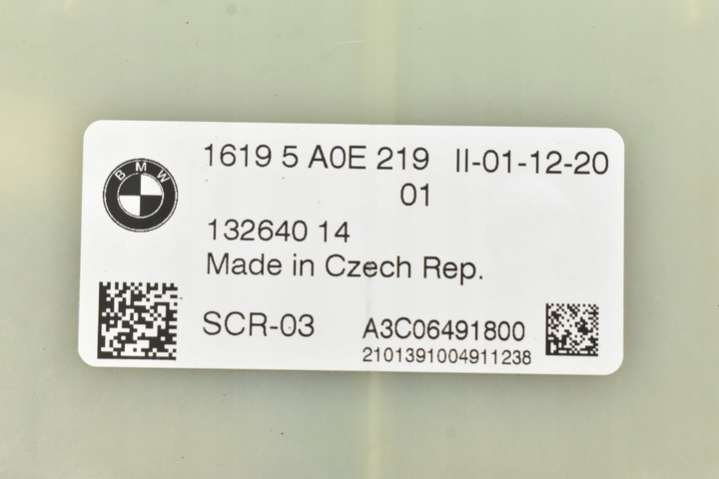 BMW
1619 5 A0E 219 II-01-12-20
01
132640 14
Made in Czech Rep.
SCR-03 A3C06491800
2101391004911238